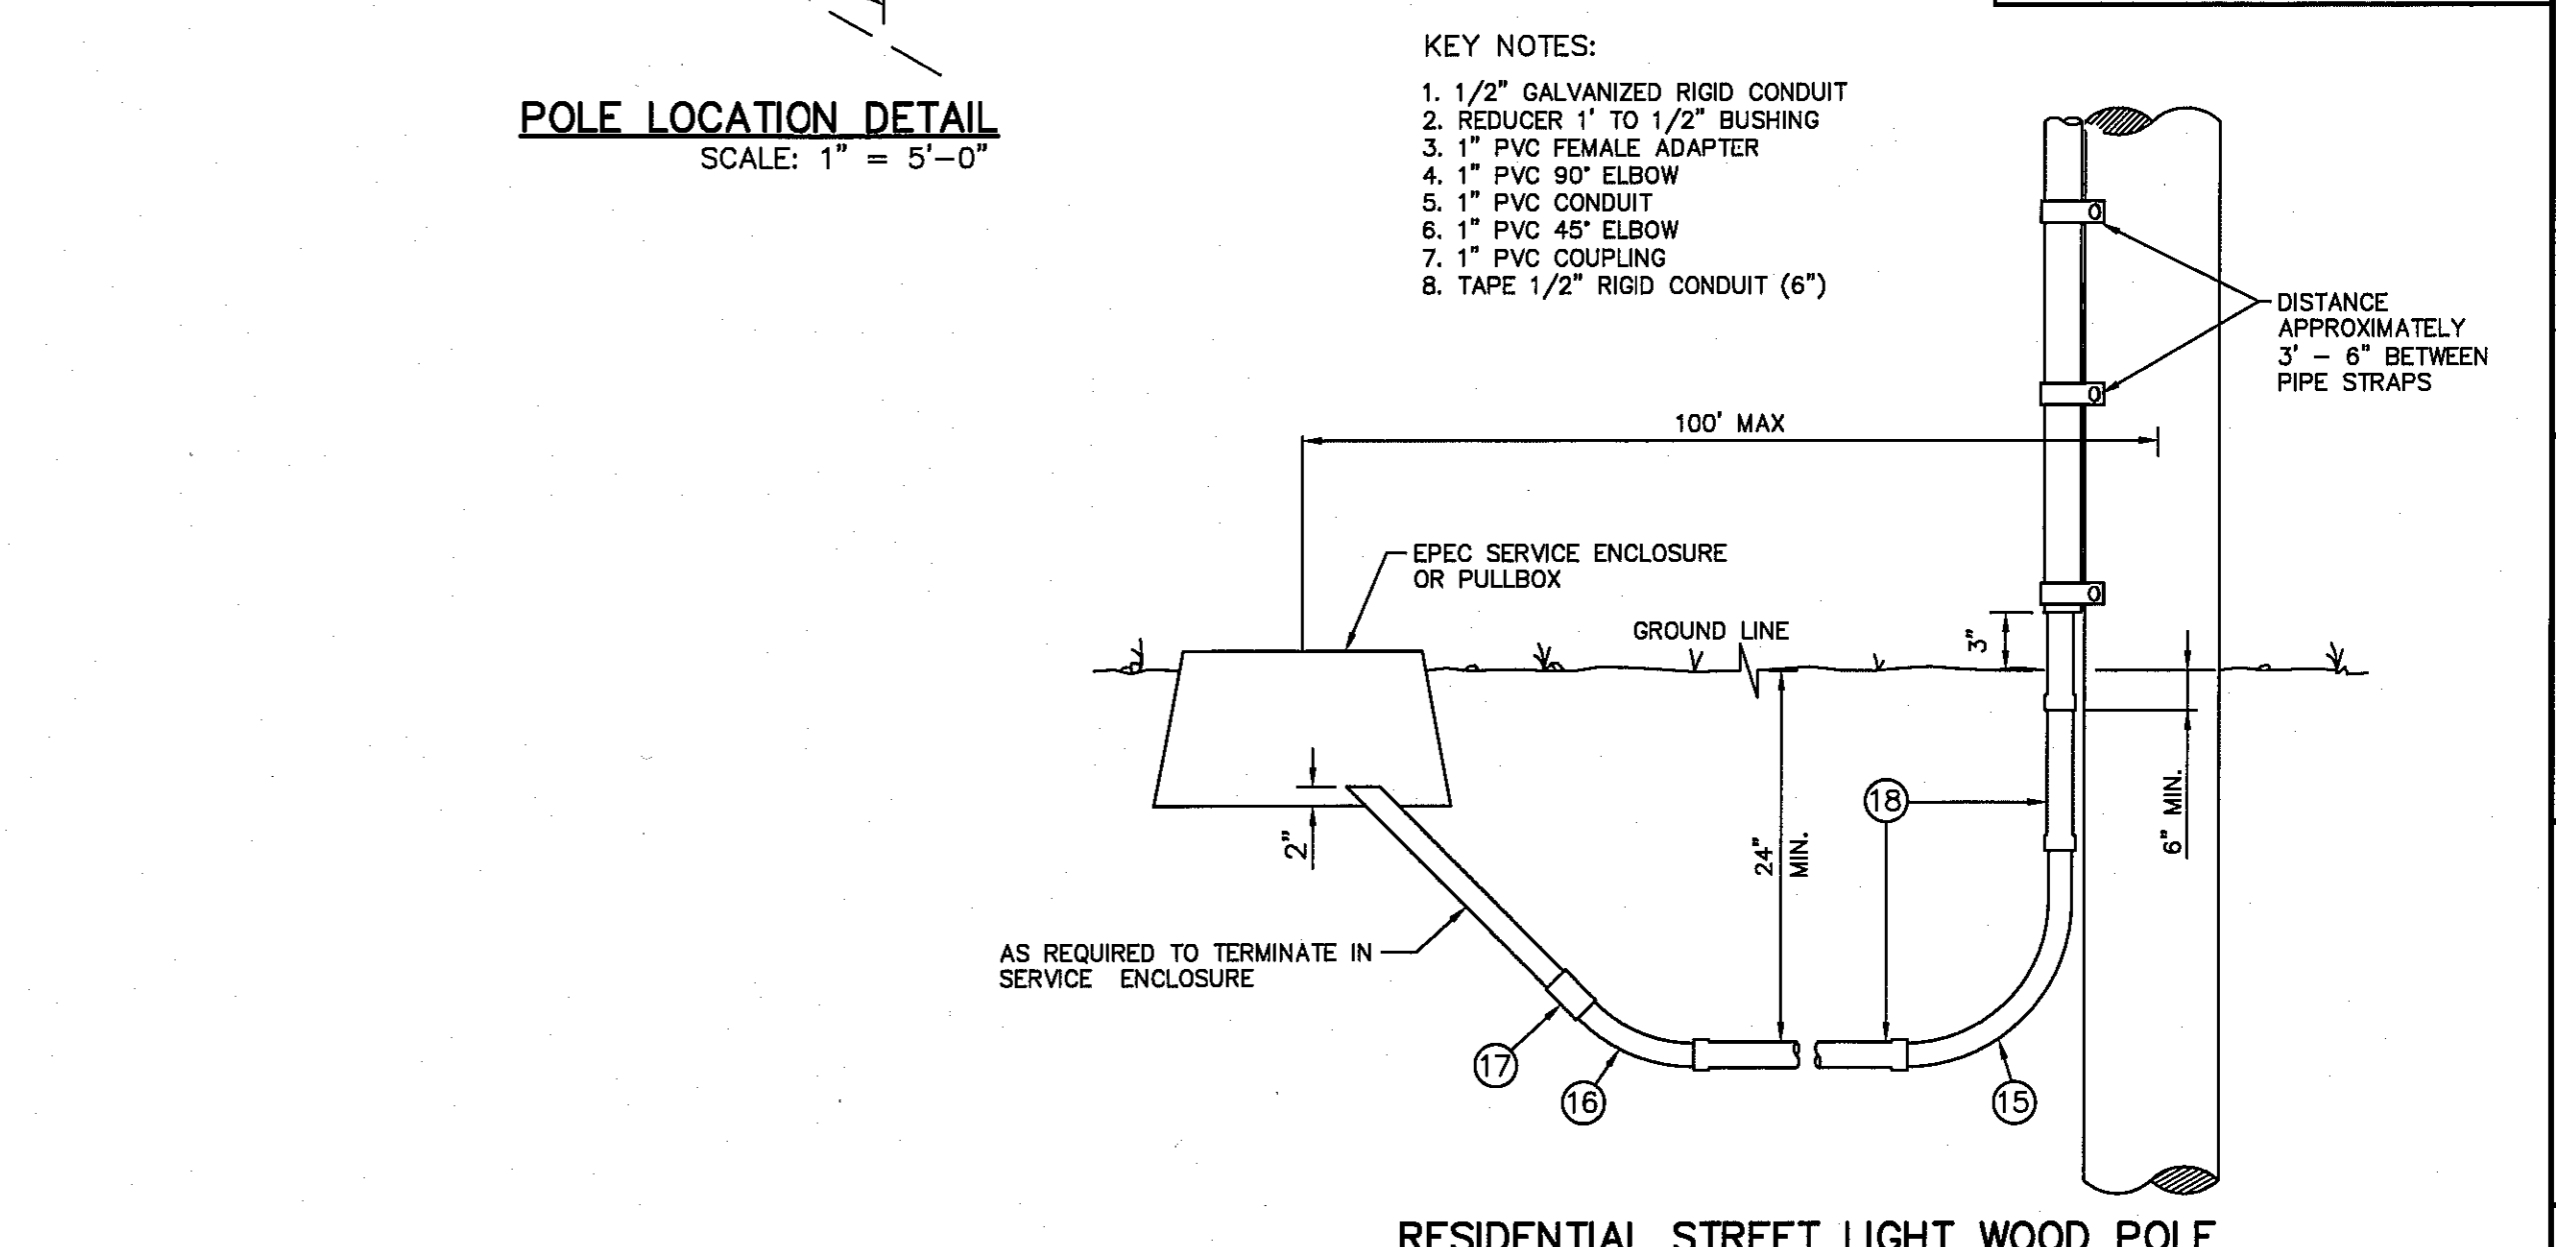 POLE LOCATION DETAIL
SCALE: 1" = 5'-0"
KEY NOTES:
1. 1/2" GALVANIZED RIGID CONDUIT
2. REDUCER 1' TO 1/2" BUSHING
3. 1" PVC FEMALE ADAPTER
4. 1" PVC 90° ELBOW
5. 1" PVC CONDUIT
6. 1" PVC 45° ELBOW
7. 1" PVC COUPLING
8. TAPE 1/2" RIGID CONDUIT (6")
DISTANCE
APPROXIMATELY
3' - 6" BETWEEN
PIPE STRAPS
100' MAX
EPEC SERVICE ENCLOSURE
OR PULLBOX
GROUND LINE
3"
6" MIN.
2"
24"
MIN.
18
AS REQUIRED TO TERMINATE IN
SERVICE ENCLOSURE
17
16
15
RESIDENTIAL STREET LIGHT WOOD POLE